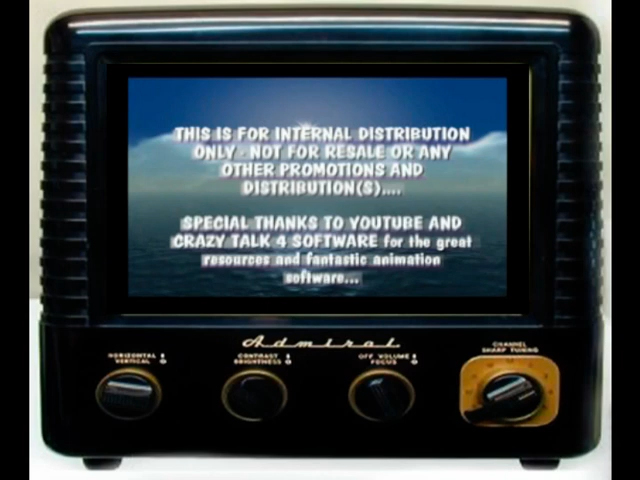 THIS IS FOR INTERNAL DISTRIBUTION
ONLY - NOT FOR RESALE OR ANY
OTHER PROMOTIONS AND
DISTRIBUTION(S)....
SPECIAL THANKS TO YOUTUBE AND
CRAZY TALK 4 SOFTWARE for the great
resources and fantastic animation
software...
Admiral
HORIZONTAL
VERTICAL
CONTRAST
BRIGHTNESS
OFF VOLUME
FOCUS
CHANNEL
SHARP TUNING